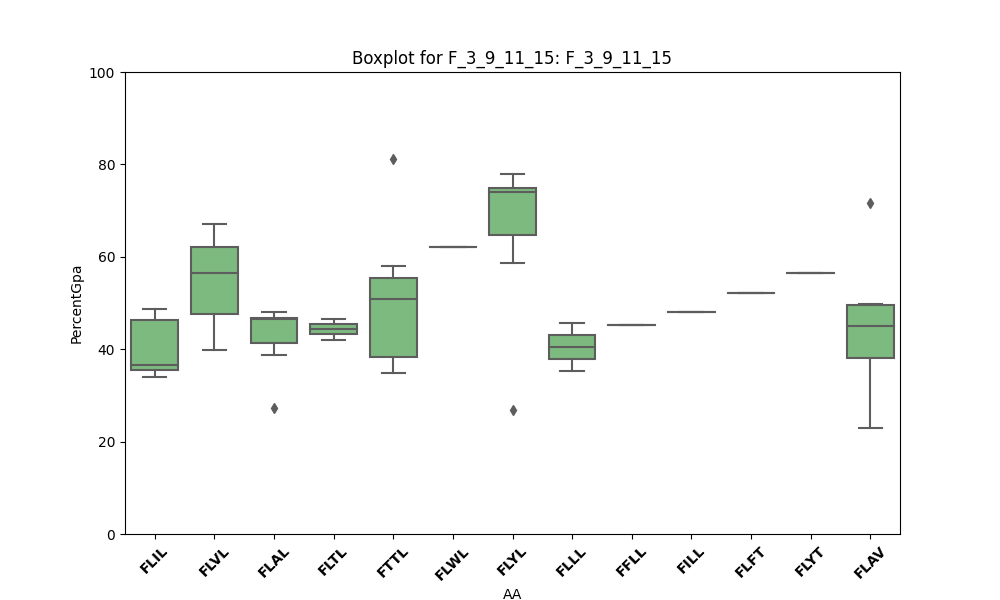 Boxplot for F_3_9_11_15: F_3_9_11_15
PercentGpa
100
80
60
40
20
0
FLIL
FLVL
FLAL
FLTL
FTTL
FLWL
FLYL
FLLL
FFLL
FILL
FLFT
FLYT
FLAV
AA